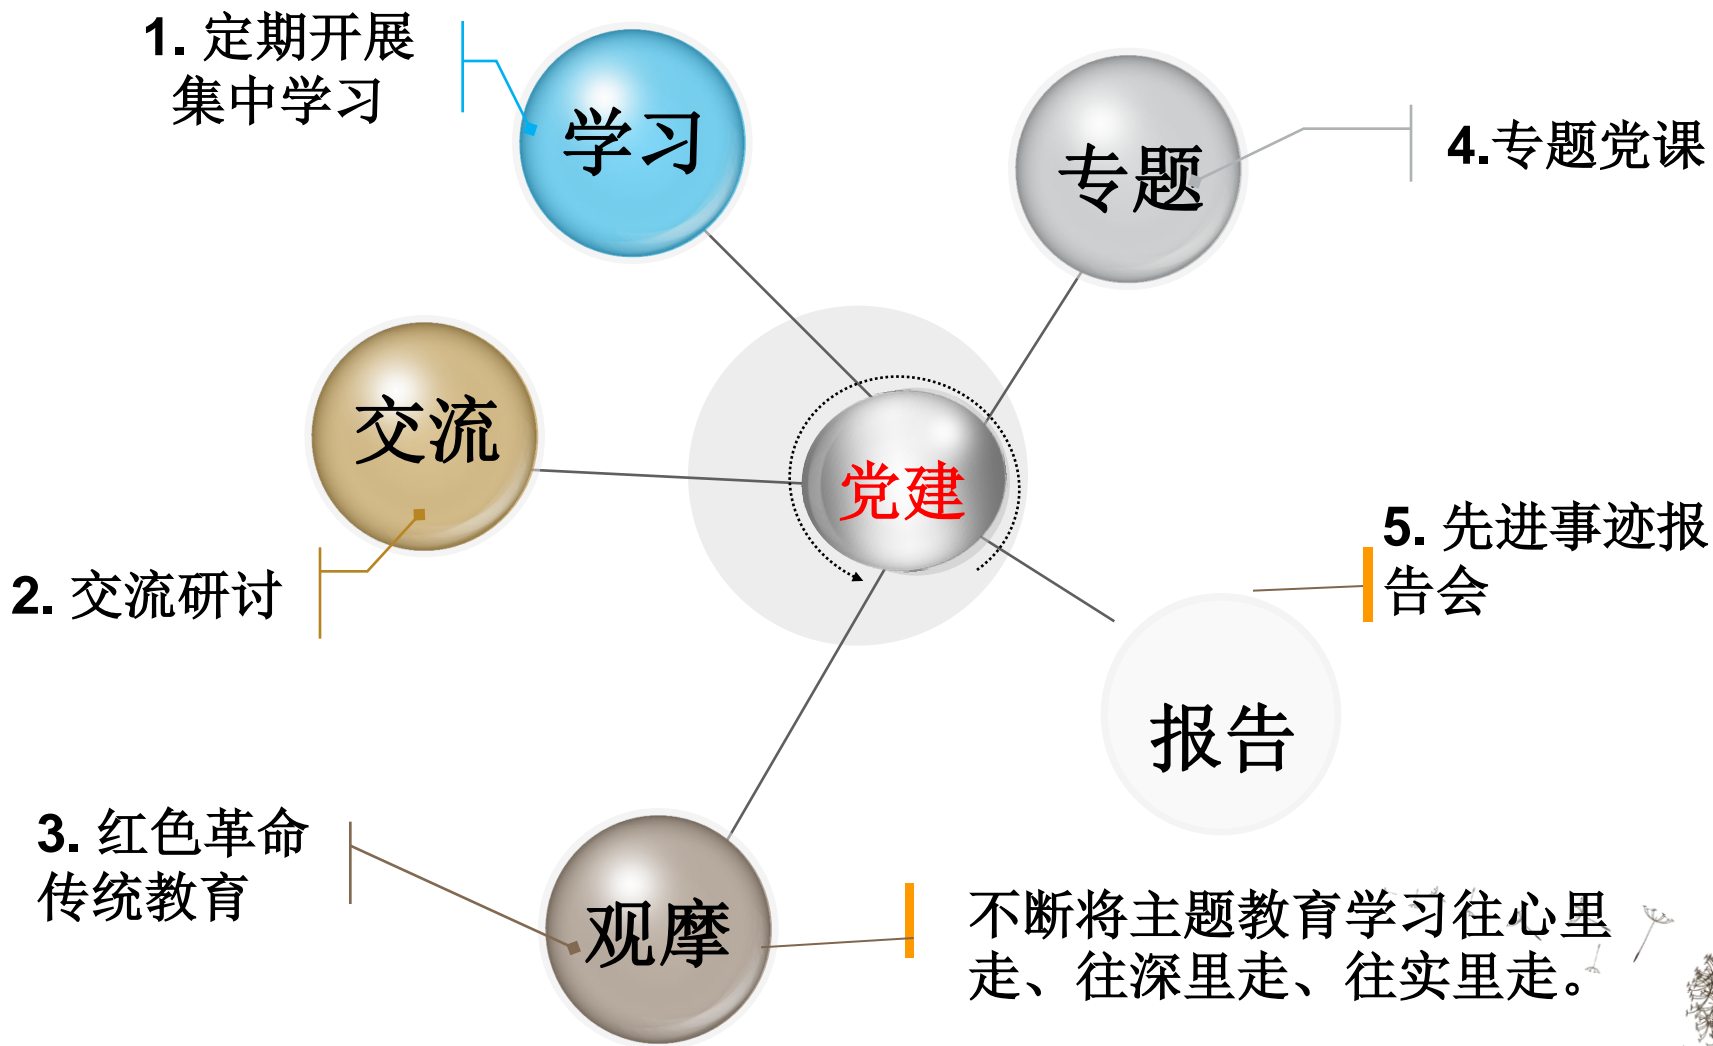 1. 定期开展
集中学习
学习
专题
4.专题党课
交流
党建
2. 交流研讨
5. 先进事迹报
告会
报告
3. 红色革命
传统教育
观摩
不断将主题教育学习往心里
走、往深里走、往实里走。